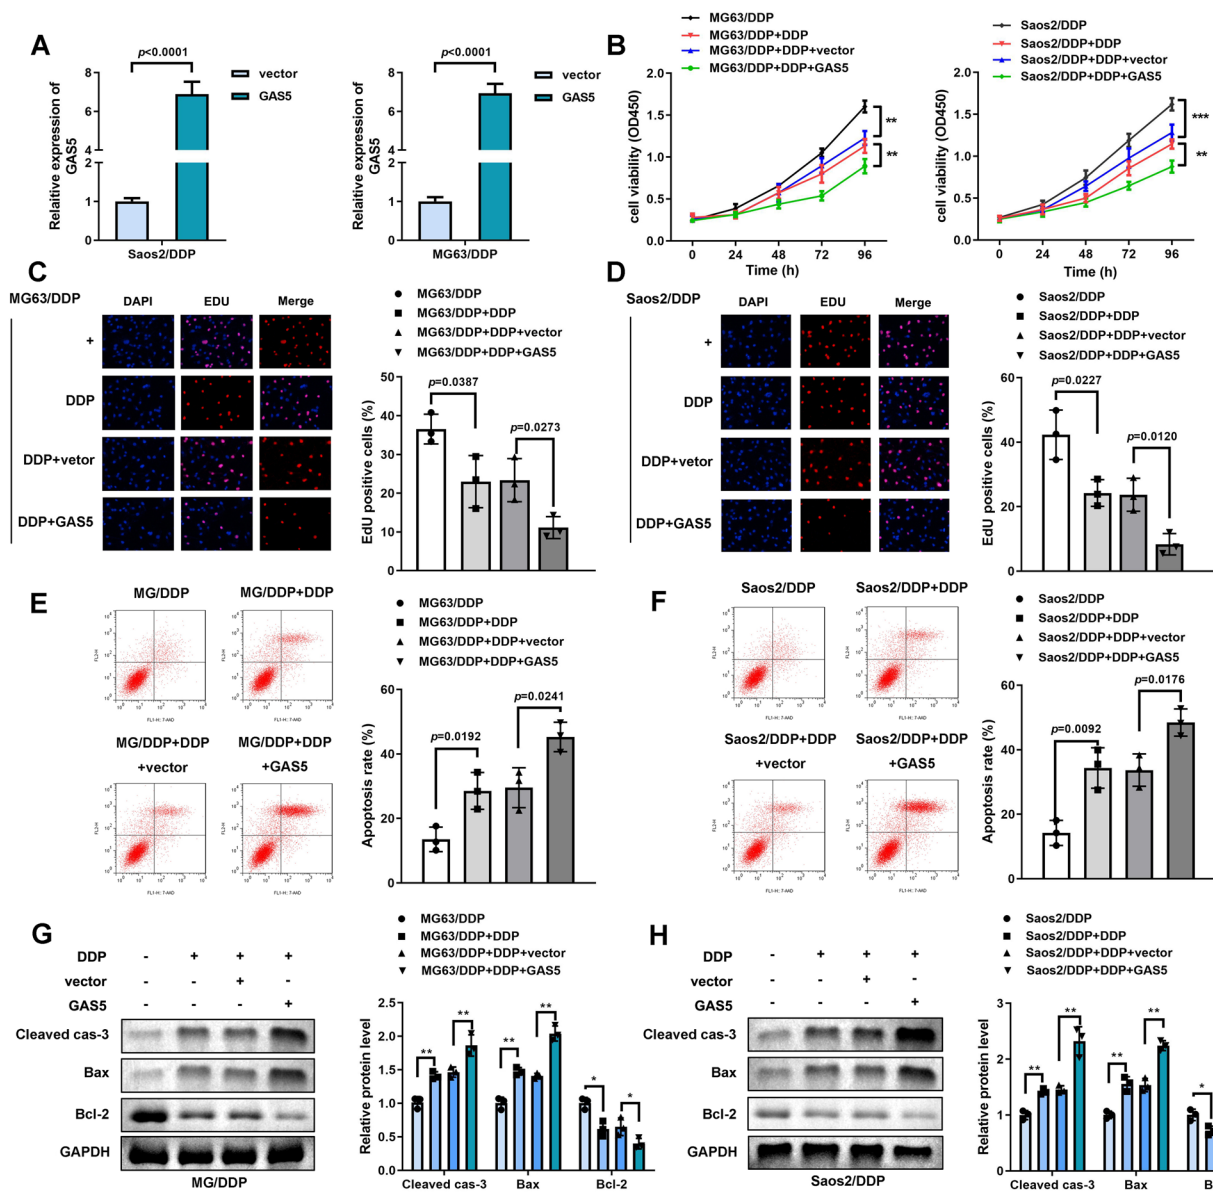 A
p<0.0001
vector
GAS5
Relative expression of
GAS5
8
6
4
2
1
0
Saos2/DDP
p<0.0001
vector
GAS5
Relative expression of
GAS5
8
6
4
2
1
0
MG63/DDP
B
MG63/DDP
MG63/DDP+DDP
MG63/DDP+DDP+vector
MG63/DDP+DDP+GAS5
cell viability (OD450)
2.0
1.5
1.0
0.5
0.0
**
**
0 24 48 72 96
Time (h)
Saos2/DDP
Saos2/DDP+DDP
Saos2/DDP+DDP+vector
Saos2/DDP+DDP+GAS5
cell viability (OD450)
2.0
1.5
1.0
0.5
0.0
***
**
0 24 48 72 96
Time (h)
C
MG63/DDP
DAPI EDU Merge
+
DDP
DDP+vetor
DDP+GAS5
MG63/DDP
MG63/DDP+DDP
MG63/DDP+DDP+vector
MG63/DDP+DDP+GAS5
EdU positive cells (%)
50
40
30
20
10
0
p=0.0387
p=0.0273
D
Saos2/DDP
DAPI EDU Merge
+
DDP
DDP+vetor
DDP+GAS5
Saos2/DDP
Saos2/DDP+DDP
Saos2/DDP+DDP+vector
Saos2/DDP+DDP+GAS5
EdU positive cells (%)
60
40
20
0
p=0.0227
p=0.0120
E
MG/DDP
MG/DDP+DDP
MG/DDP+DDP
+vector
MG/DDP+DDP
+GAS5
FL2-H
FL1-H: 7-AAD
MG63/DDP
MG63/DDP+DDP
MG63/DDP+DDP+vector
MG63/DDP+DDP+GAS5
Apoptosis rate (%)
60
40
20
0
p=0.0192
p=0.0241
F
Saos2/DDP
Saos2/DDP+DDP
Saos2/DDP+DDP
+vector
Saos2/DDP+DDP
+GAS5
FL2-H
FL1-H: 7-AAD
Saos2/DDP
Saos2/DDP+DDP
Saos2/DDP+DDP+vector
Saos2/DDP+DDP+GAS5
Apoptosis rate (%)
60
40
20
0
p=0.0092
p=0.0176
G
DDP - + + +
vector - - + -
GAS5 - - - +
Cleaved cas-3
Bax
Bcl-2
GAPDH
MG/DDP
MG63/DDP
MG63/DDP+DDP
MG63/DDP+DDP+vector
MG63/DDP+DDP+GAS5
Relative protein level
2.5
2.0
1.5
1.0
0.5
0.0
** ** ** ** * *
Cleaved cas-3 Bax Bcl-2
H
DDP - + + +
vector - - + -
GAS5 - - - +
Cleaved cas-3
Bax
Bcl-2
GAPDH
Saos2/DDP
Saos2/DDP
Saos2/DDP+DDP
Saos2/DDP+DDP+vector
Saos2/DDP+DDP+GAS5
Relative protein level
3
2
1
0
** ** ** ** *
Cleaved cas-3 Bax B